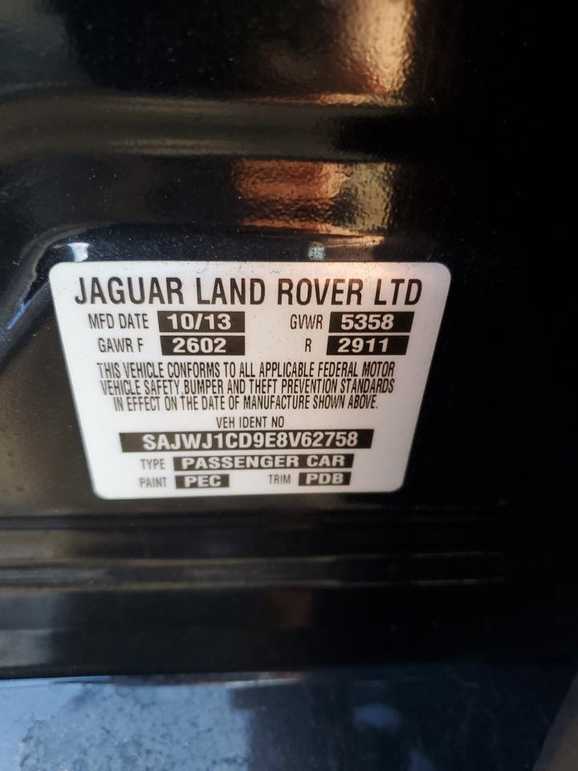 JAGUAR LAND ROVER LTD
MFD DATE 10/13 GVWR 5358
GAWR F 2602 R 2911
THIS VEHICLE CONFORMS TO ALL APPLICABLE FEDERAL MOTOR
VEHICLE SAFETY BUMPER AND THEFT PREVENTION STANDARDS
IN EFFECT ON THE DATE OF MANUFACTURE SHOWN ABOVE.
VEH IDENT NO
SAJWJ1CD9E8V62758
TYPE PASSENGER CAR
PAINT PEC TRIM PDB